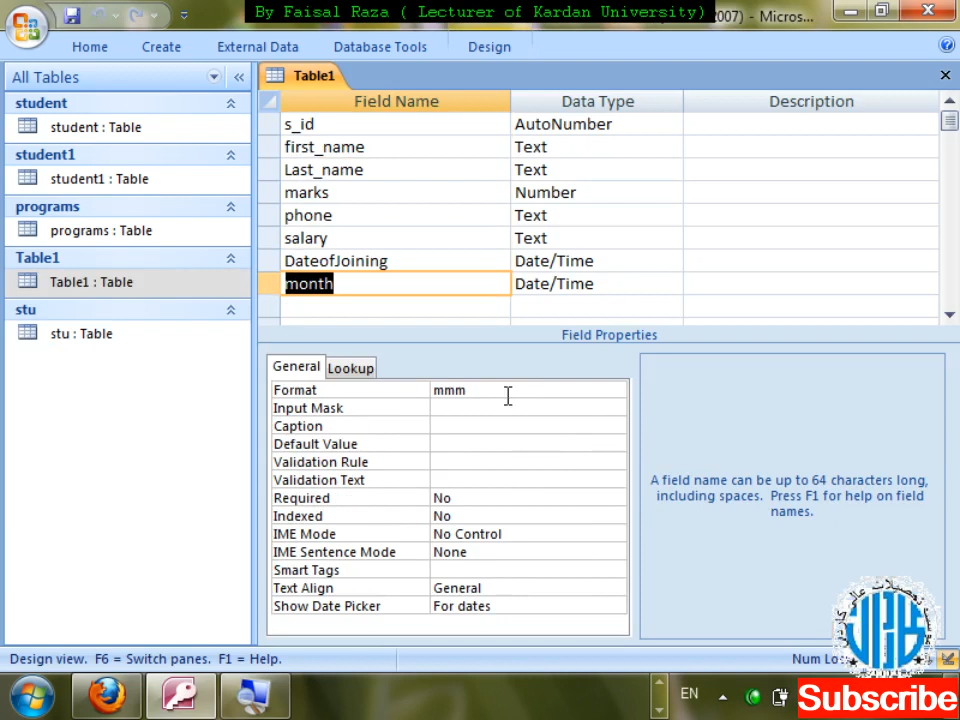 By Faisal Raza ( Lecturer of Kardan University)
2007) - Micros...
Home Create External Data Database Tools Design
All Tables
student
student : Table
student1
student1 : Table
programs
programs : Table
Table1
Table1 : Table
stu
stu : Table
Table1
Field Name Data Type Description
s_id AutoNumber
first_name Text
Last_name Text
marks Number
phone Text
salary Text
DateofJoining Date/Time
month Date/Time
Field Properties
General Lookup
Format mmm
Input Mask
Caption
Default Value
Validation Rule
Validation Text
Required No
Indexed No
IME Mode No Control
IME Sentence Mode None
Smart Tags
Text Align General
Show Date Picker For dates
A field name can be up to 64 characters long,
including spaces. Press F1 for help on field
names.
Design view. F6 = Switch panes. F1 = Help.
Num Lo
EN
Subscribe